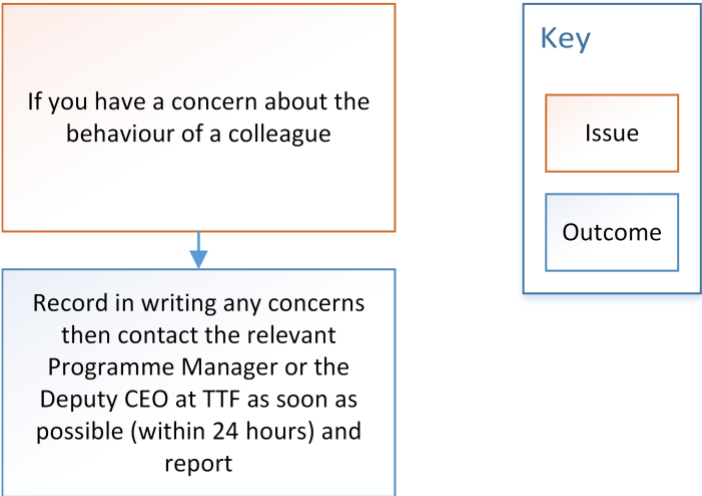 If you have a concern about the
behaviour of a colleague
Record in writing any concerns
then contact the relevant
Programme Manager or the
Deputy CEO at TTF as soon as
possible (within 24 hours) and
report
Key
Issue
Outcome